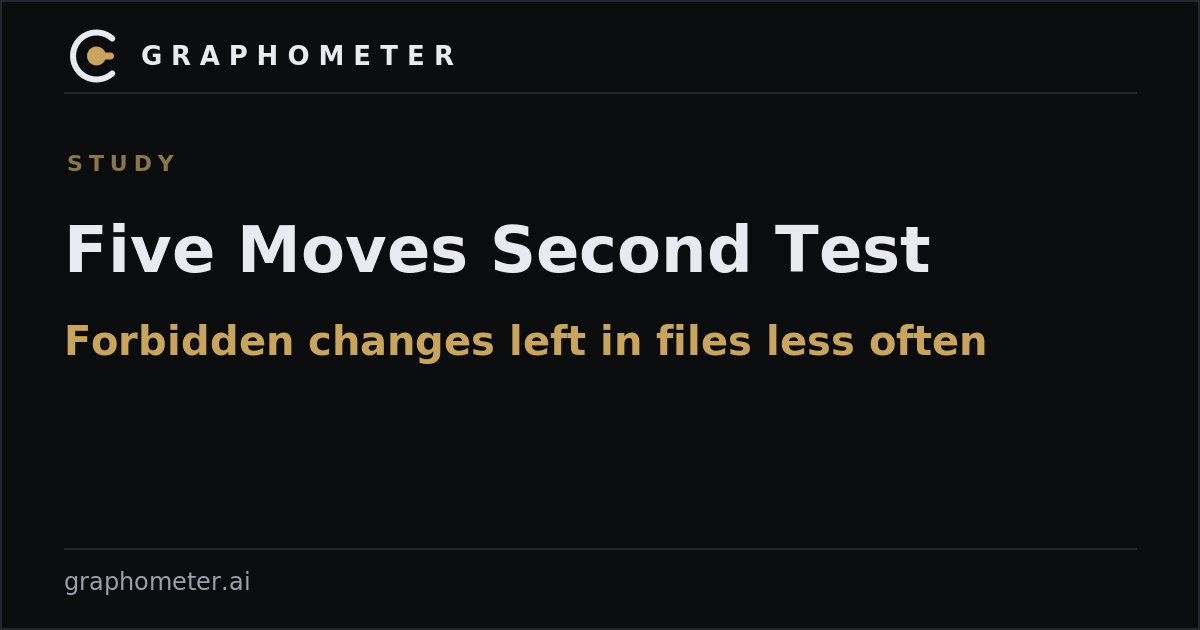 GRAPHOMETER
STUDY
Five Moves Second Test
Forbidden changes left in files less often
graphometer.ai